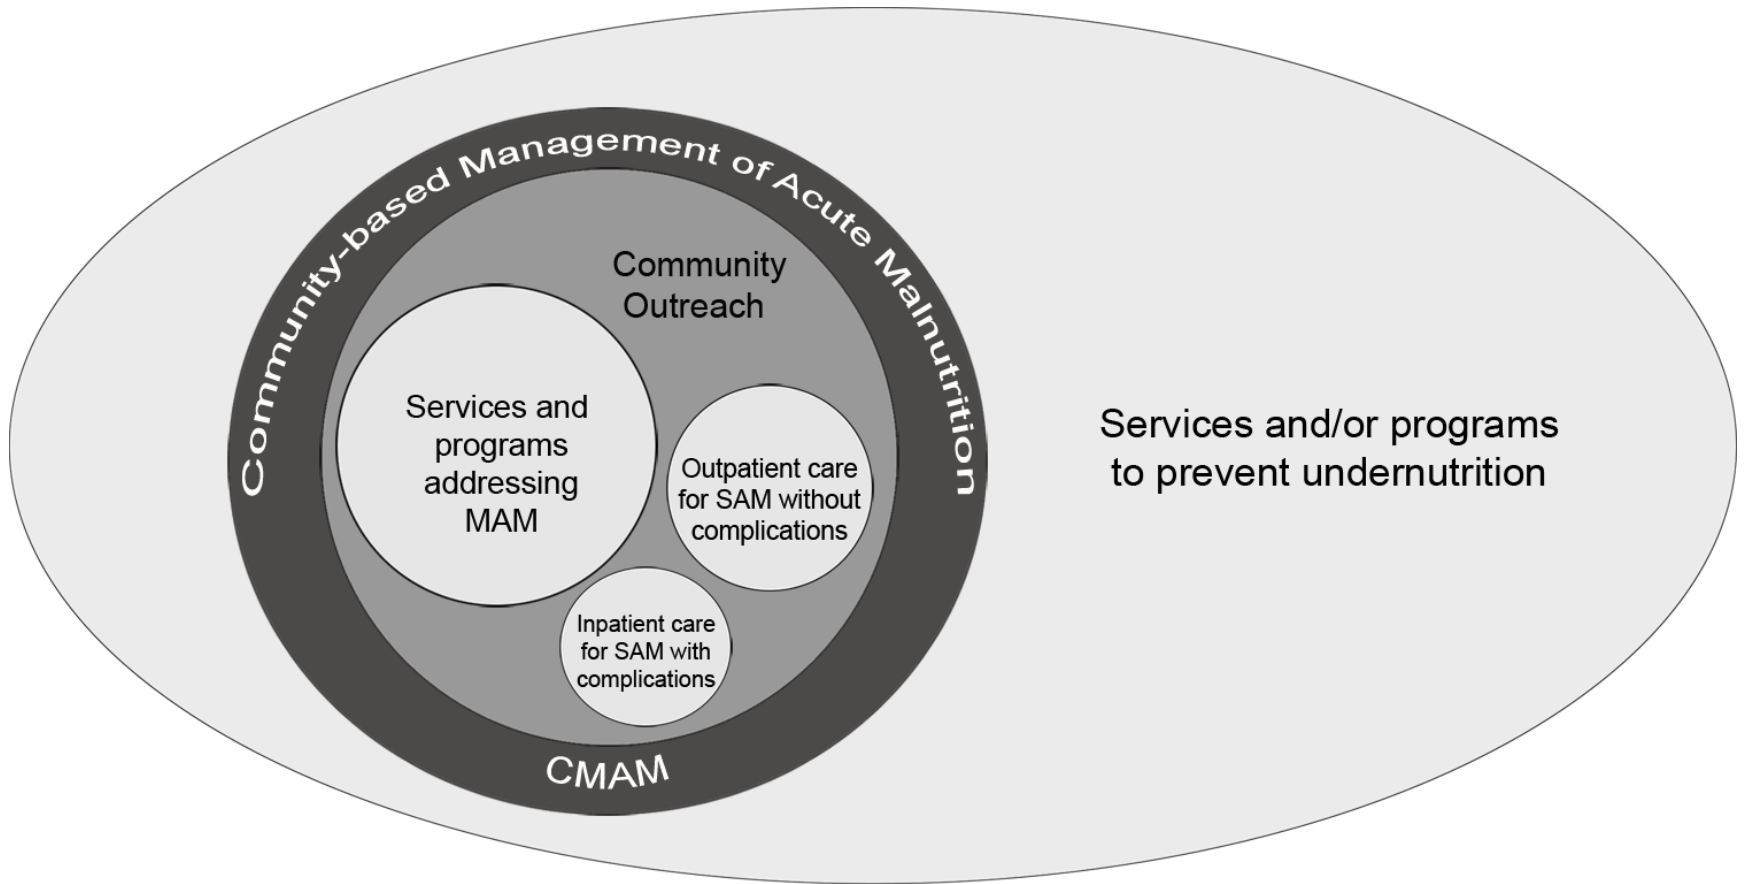 Community-based Management of Acute Malnutrition
Community
Outreach
Services and
programs
addressing
MAM
Outpatient care
for SAM without
complications
Inpatient care
for SAM with
complications
CMAM
Services and/or programs
to prevent undernutrition